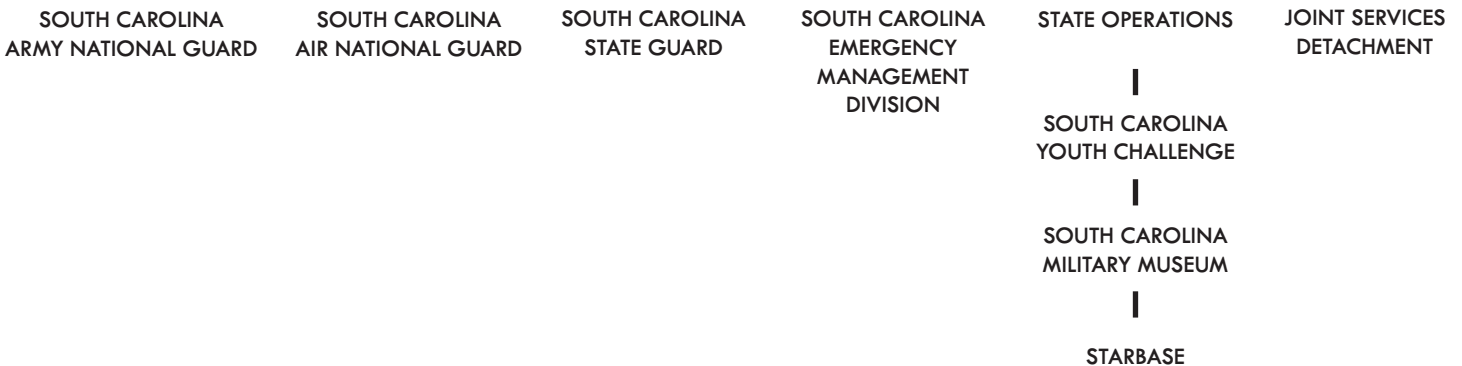 SOUTH CAROLINA
ARMY NATIONAL GUARD
SOUTH CAROLINA
AIR NATIONAL GUARD
SOUTH CAROLINA
STATE GUARD
SOUTH CAROLINA
EMERGENCY
MANAGEMENT
DIVISION
STATE OPERATIONS
SOUTH CAROLINA
YOUTH CHALLENGE
SOUTH CAROLINA
MILITARY MUSEUM
STARBASE
JOINT SERVICES
DETACHMENT